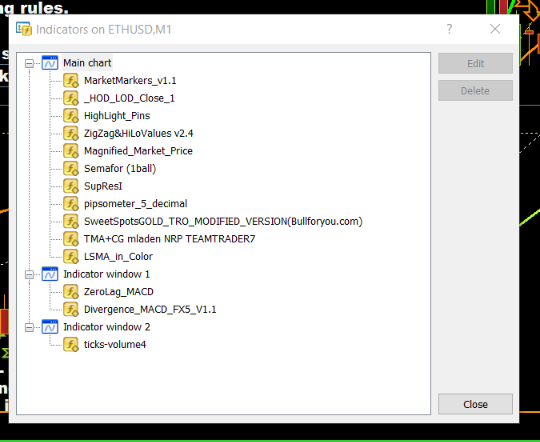 ng rules.
Indicators on ETHUSD,M1
?
Main chart
Edit
MarketMarkers_v1.1
Delete
_HOD_LOD_Close_1
HighLight_Pins
ZigZag&HiLoValues v2.4
Magnified_Market_Price
Semafor (1ball)
SupResI
pipsometer_5_decimal
SweetSpotsGOLD_TRO_MODIFIED_VERSION(Bullforyou.com)
TMA+CG mladen NRP TEAMTRADER7
LSMA_in_Color
Indicator window 1
ZeroLag_MACD
Divergence_MACD_FX5_V1.1
Indicator window 2
ticks-volume4
Close